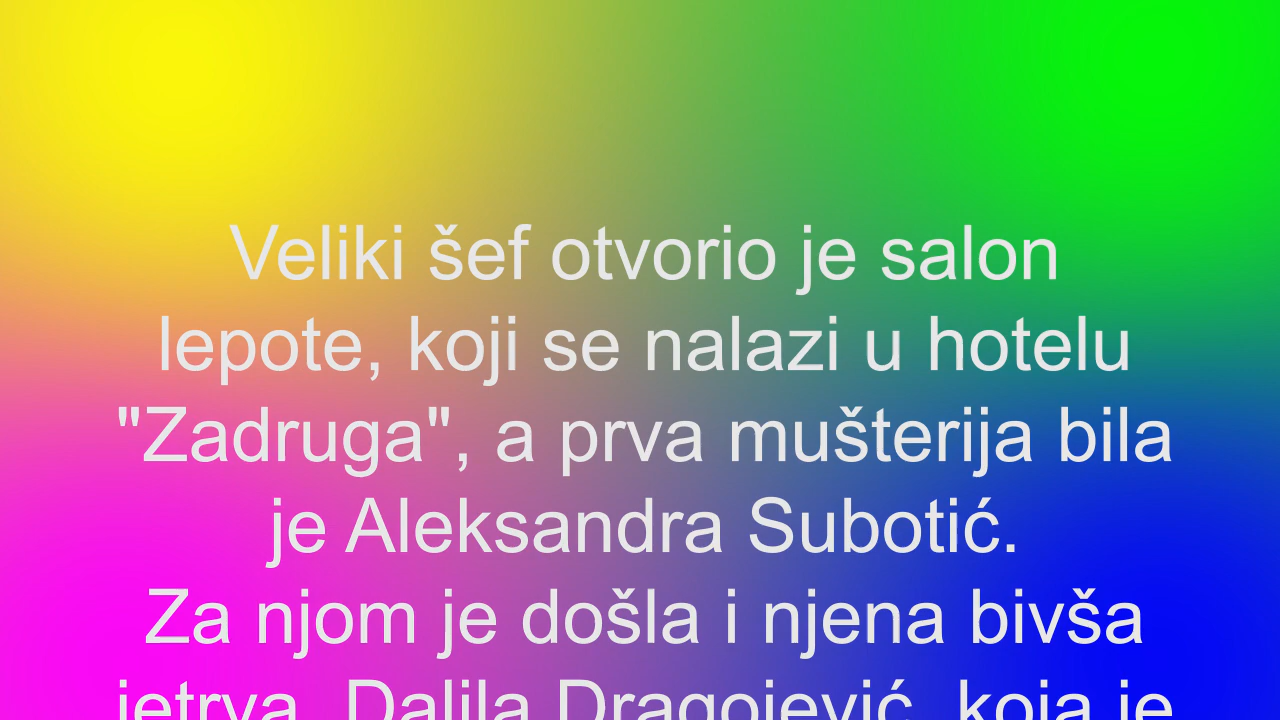 Veliki šef otvorio je salon
lepote, koji se nalazi u hotelu
"Zadruga", a prva mušterija bila
je Aleksandra Subotić.
Za njom je došla i njena bivša
jetrva, Dalila Dragojević, koja je